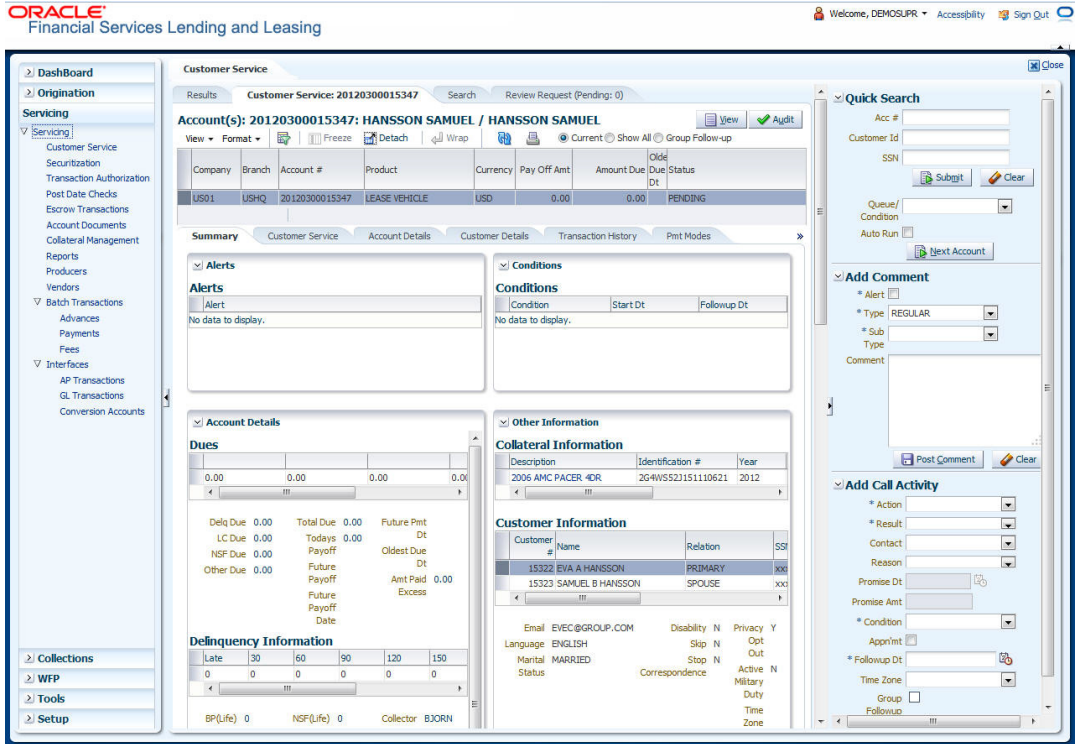 ORACLE®
Financial Services Lending and Leasing
Welcome, DEMOSUPR Accessibility Sign Out
Close
DashBoard
Origination
Servicing
Servicing
Customer Service
Securitization
Transaction Authorization
Post Date Checks
Escrow Transactions
Account Documents
Collateral Management
Reports
Producers
Vendors
Batch Transactions
Advances
Payments
Fees
Interfaces
AP Transactions
GL Transactions
Conversion Accounts
Collections
WFP
Tools
Setup
Customer Service
Results Customer Service: 20120300015347 Search Review Request (Pending: 0)
Account(s): 20120300015347: HANSSON SAMUEL / HANSSON SAMUEL View Audit
View Format Freeze Detach Wrap Current Show All Group Follow-up
Company Branch Account # Product Currency Pay Off Amt Amount Due Olde Due Dt Status
US01 USHQ 20120300015347 LEASE VEHICLE USD 0.00 0.00 PENDING
Summary Customer Service Account Details Customer Details Transaction History Pmt Modes »
Alerts
Alerts
Alert
No data to display.
Conditions
Conditions
Condition Start Dt Followup Dt
No data to display.
Account Details
Dues
0.00 0.00 0.00 0.00
Delq Due 0.00 Total Due 0.00 Future Pmt Dt
LC Due 0.00 Todays Payoff 0.00 Oldest Due Dt
NSF Due 0.00 Future Payoff Amt Paid Excess 0.00
Other Due 0.00 Future Payoff Date
Delinquency Information
Late 30 60 90 120 150
0 0 0 0 0 0
BP(Life) 0 NSF(Life) 0 Collector BJORN
Other Information
Collateral Information
Description Identification # Year
2006 AMC PACER 4DR 2G4WS52J151110621 2012
Customer Information
Customer # Name Relation SSN
15322 EVA A HANSSON PRIMARY xx
15323 SAMUEL B HANSSON SPOUSE xx
Email EVEC@GROUP.COM Disability N Privacy Opt Out Y
Language ENGLISH Skip N Active Military Duty N
Marital Status MARRIED Stop Correspondence N Time Zone
Quick Search
Acc #
Customer Id
SSN
Submit Clear
Queue/ Condition
Auto Run
Next Account
Add Comment
* Alert
* Type REGULAR
* Sub Type
Comment
Post Comment Clear
Add Call Activity
* Action
* Result
Contact
Reason
Promise Dt
Promise Amt
* Condition
Appn'mt
* Followup Dt
Time Zone
Group Followup